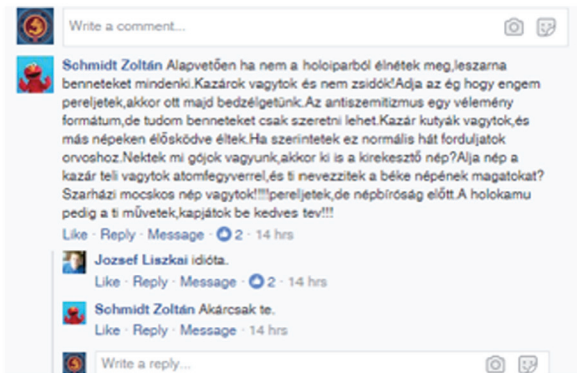 Write a comment...
Schmidt Zoltán Alapvetően ha nem a holoiparból élnétek meg,leszarna
benneteket mindenki.Kazárok vagytok és nem zsidók!Adja az ég hogy engem
pereljetek,akkor ott majd bedzélgetünk.Az antiszemitizmus egy vélemény
formátum,de tudom benneteket csak szeretni lehet.Kazár kutyák vagytok,és
más népeken élősködve éltek.Ha szerintetek ez normális hát forduljatok
orvoshoz.Nektek mi gójok vagyunk,akkor ki is a kirekesztő nép?Alja nép a
kazár teli vagytok atomfegyverrel,és ti nevezzitek a béke népének magatokat?
Szarházi mocskos nép vagytok!!!!!pereljetek,de népbíróság előtt.A holokamu
pedig a ti művetek,kapjátok be kedves tev!!!
Like · Reply · Message · 2 · 14 hrs
Jozsef Liszkai idióta.
Like · Reply · Message · 2 · 14 hrs
Schmidt Zoltán Akárcsak te.
Like · Reply · Message · 14 hrs
Write a reply...